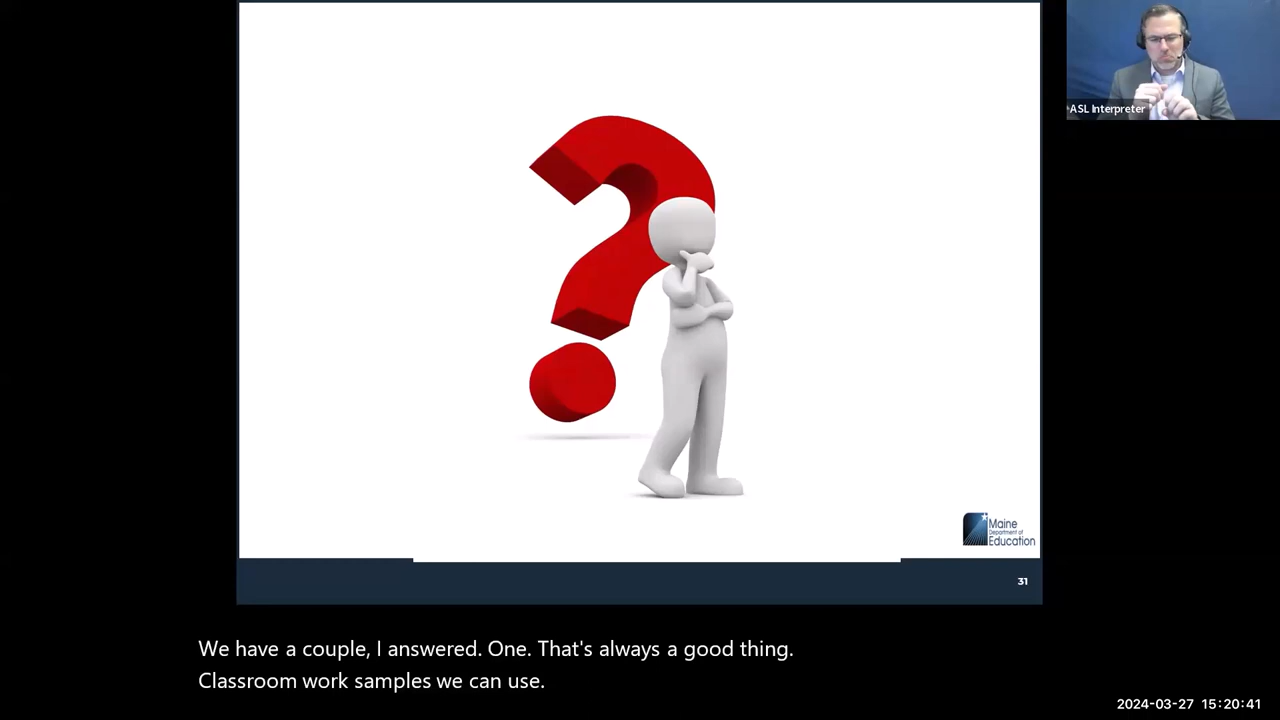 ASL Interpreter
Maine
Department of
Education
31
We have a couple, I answered. One. That's always a good thing.
Classroom work samples we can use.
2024-03-27 15:20:41